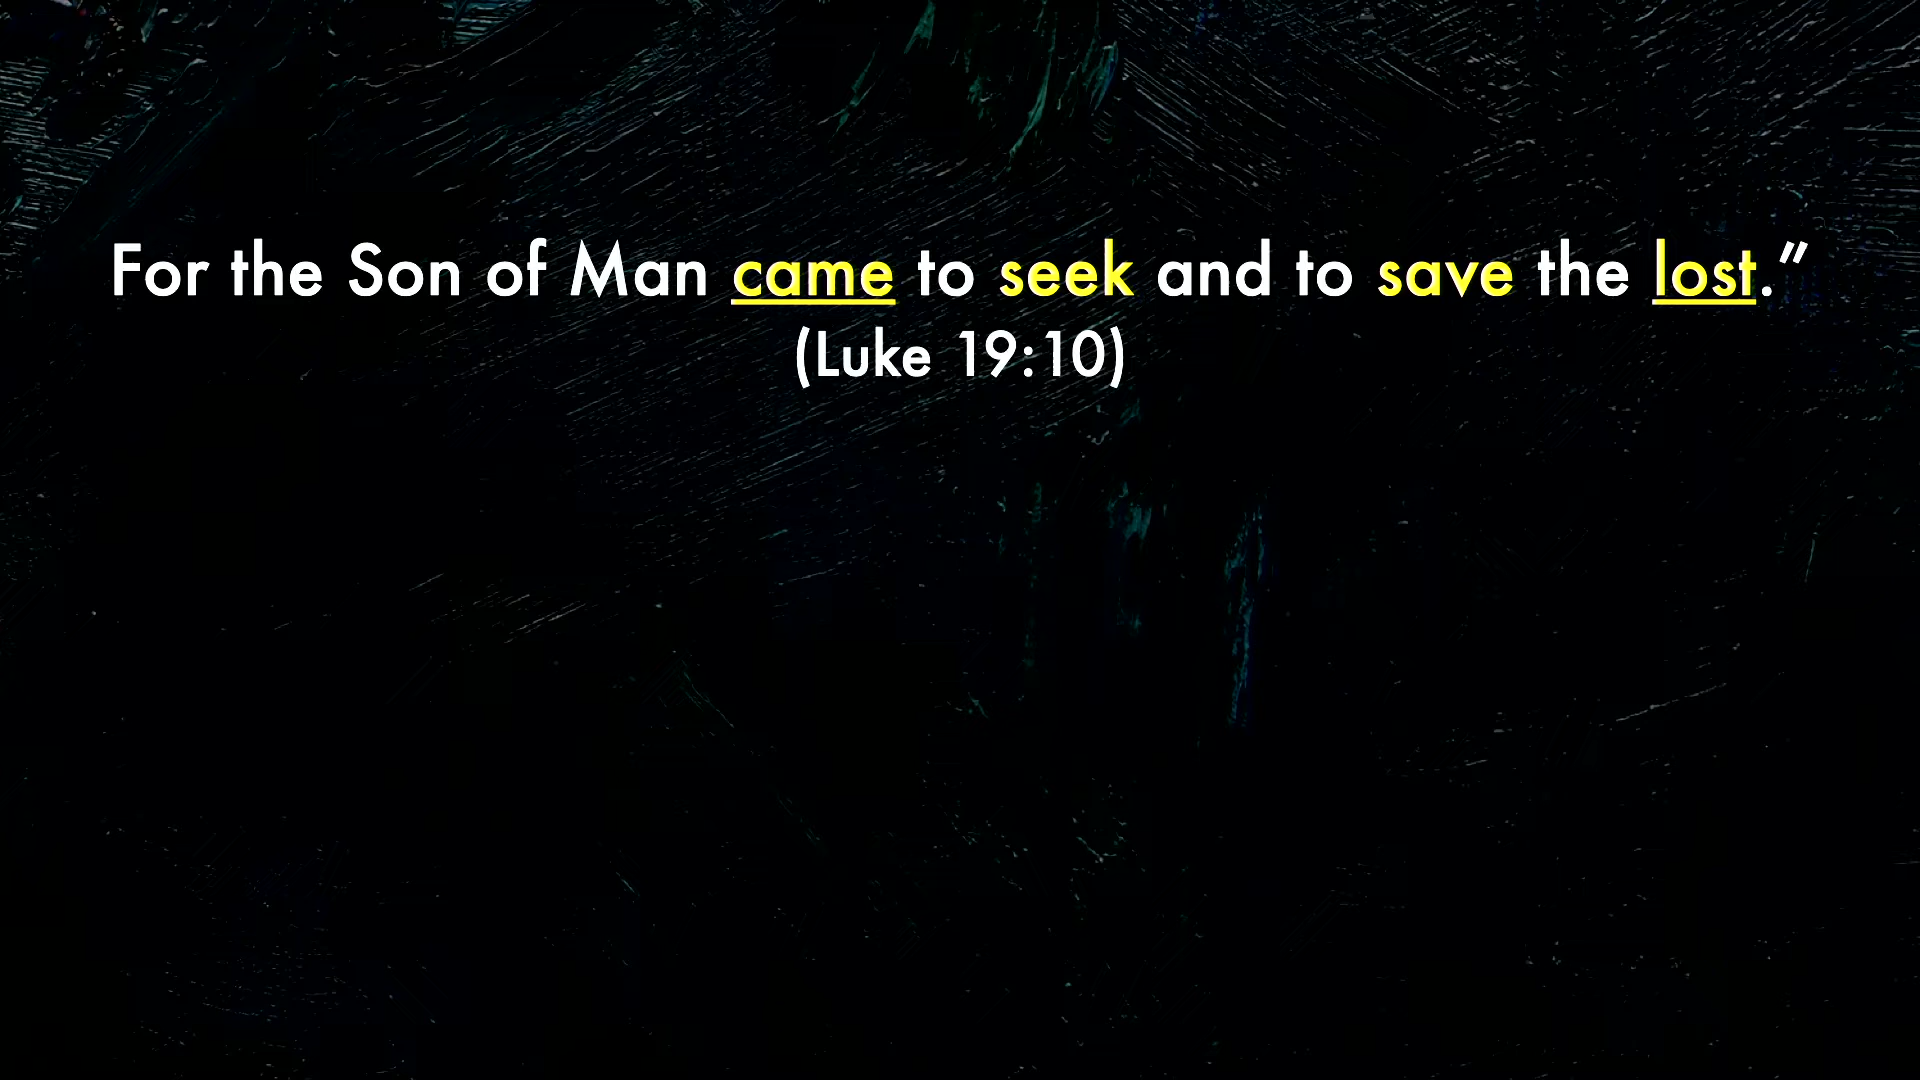 For the Son of Man came to seek and to save the lost.”
(Luke 19:10)